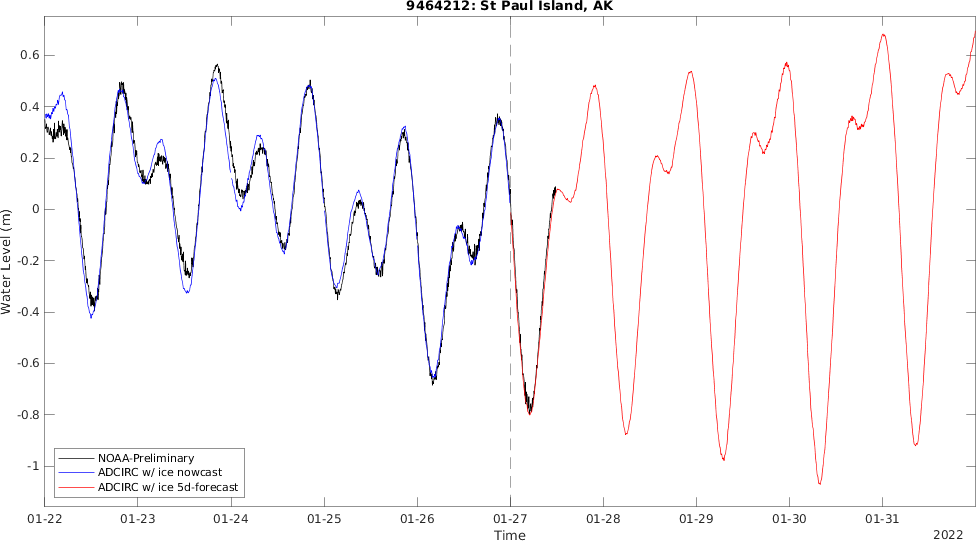 9464212: St Paul Island, AK
Water Level (m)
0.6
0.4
0.2
0
-0.2
-0.4
-0.6
-0.8
-1
NOAA-Preliminary
ADCIRC w/ ice nowcast
ADCIRC w/ ice 5d-forecast
01-22 01-23 01-24 01-25 01-26 01-27 01-28 01-29 01-30 01-31
Time
2022